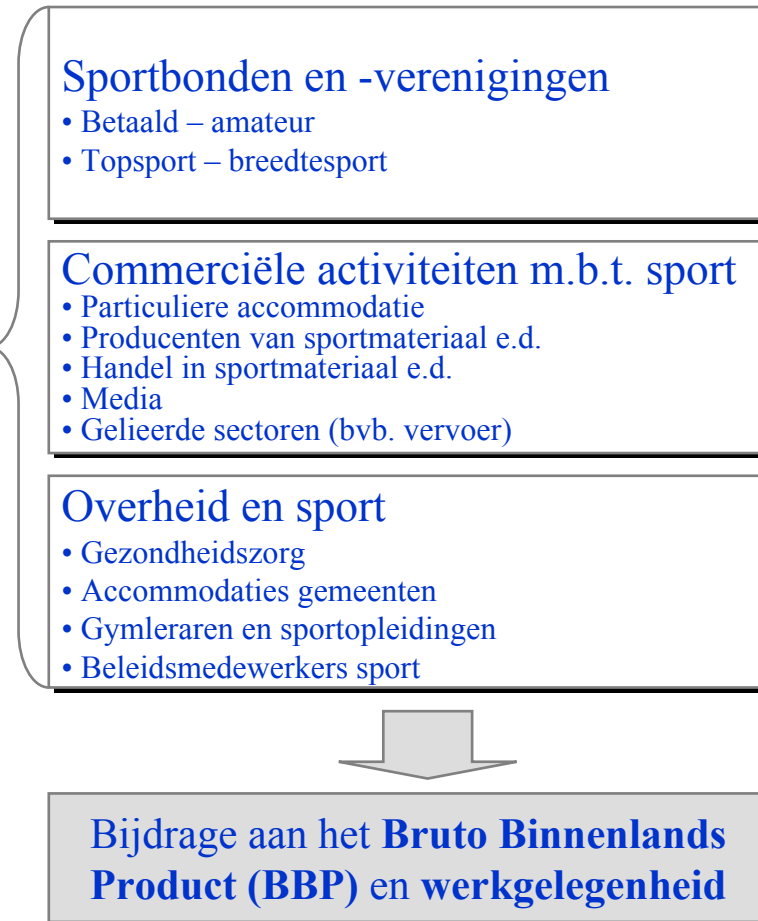 Sportbonden en -verenigingen
• Betaald – amateur
• Topsport – breedtesport
Commerciële activiteiten m.b.t. sport
• Particuliere accommodatie
• Producenten van sportmateriaal e.d.
• Handel in sportmateriaal e.d.
• Media
• Gelieerde sectoren (bvb. vervoer)
Overheid en sport
• Gezondheidszorg
• Accommodaties gemeenten
• Gymleraren en sportopleidingen
• Beleidsmedewerkers sport
Bijdrage aan het Bruto Binnenlands
Product (BBP) en werkgelegenheid